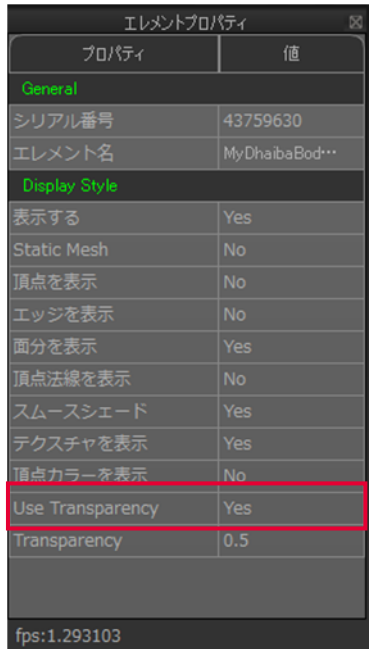 エレメントプロパティ
プロパティ 値
General
シリアル番号 43759630
エレメント名 MyDhaibaBod…
Display Style
表示する Yes
Static Mesh No
頂点を表示 No
エッジを表示 No
面分を表示 Yes
頂点法線を表示 No
スムースシェード Yes
テクスチャを表示 Yes
頂点カラーを表示 No
Use Transparency Yes
Transparency 0.5
fps:1.293103